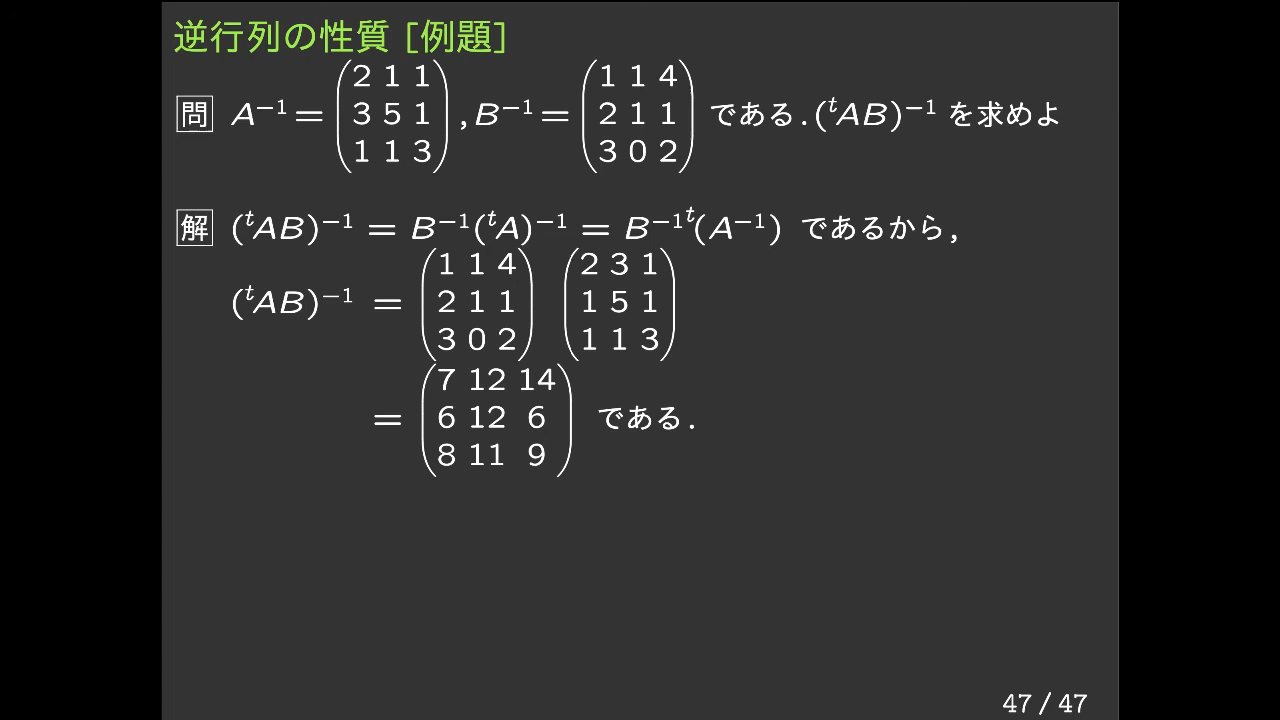 逆行列の性質 [例題]
問 A⁻¹ = (2 1 1
3 5 1
1 1 3), B⁻¹ = (1 1 4
2 1 1
3 0 2) である. (ᵗAB)⁻¹ を求めよ
解 (ᵗAB)⁻¹ = B⁻¹(ᵗA)⁻¹ = B⁻¹ᵗ(A⁻¹) であるから,
(ᵗAB)⁻¹ = (1 1 4
2 1 1
3 0 2) (2 3 1
1 5 1
1 1 3)
= (7 12 14
6 12 6
8 11 9) である.
47 / 47